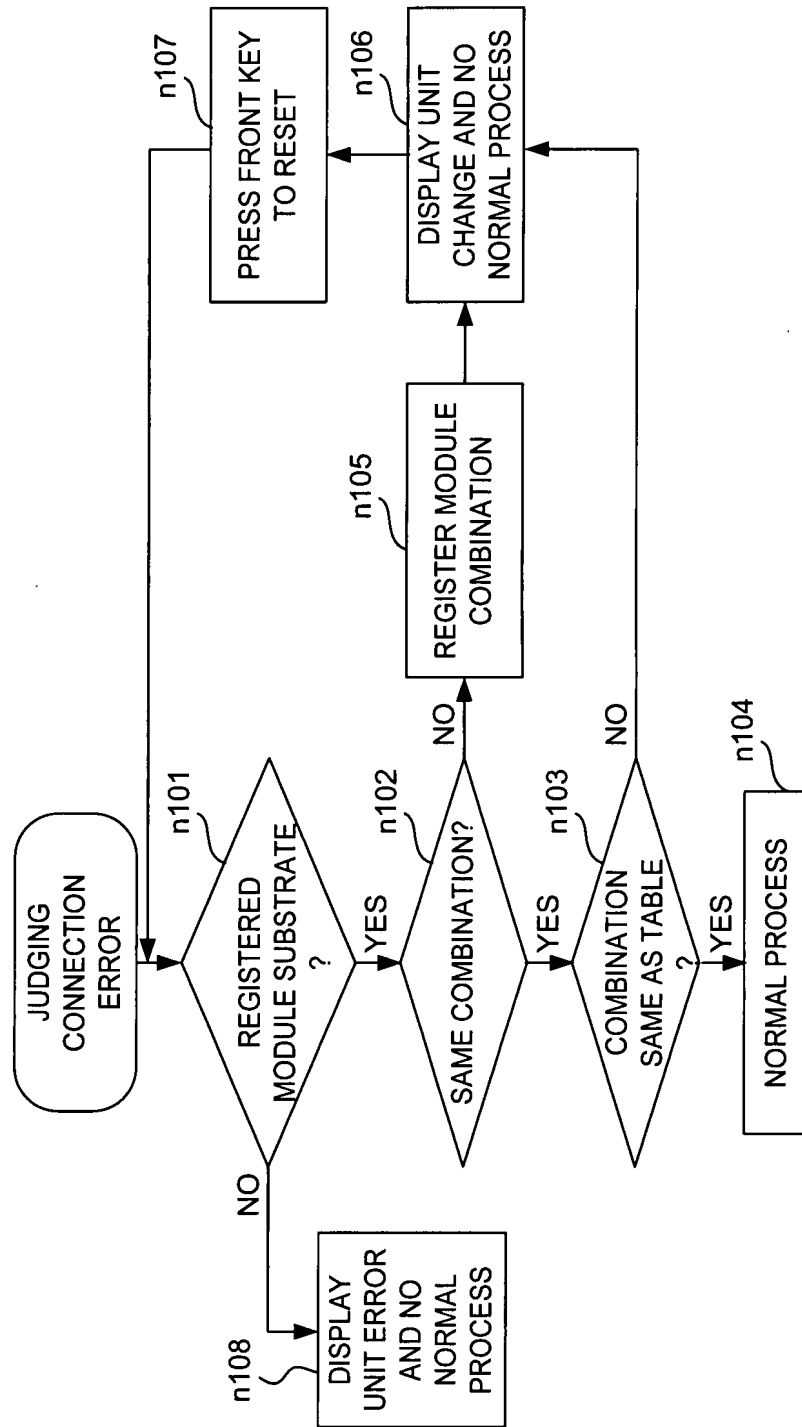 JUDGING
CONNECTION
ERROR
n101
REGISTERED
MODULE SUBSTRATE
?
NO
YES
n108
DISPLAY
UNIT ERROR
AND NO
NORMAL
PROCESS
n102
SAME COMBINATION?
NO
YES
n105
REGISTER MODULE
COMBINATION
n103
COMBINATION
SAME AS TABLE
?
NO
YES
n104
NORMAL PROCESS
n106
DISPLAY UNIT
CHANGE AND NO
NORMAL PROCESS
n107
PRESS FRONT KEY
TO RESET